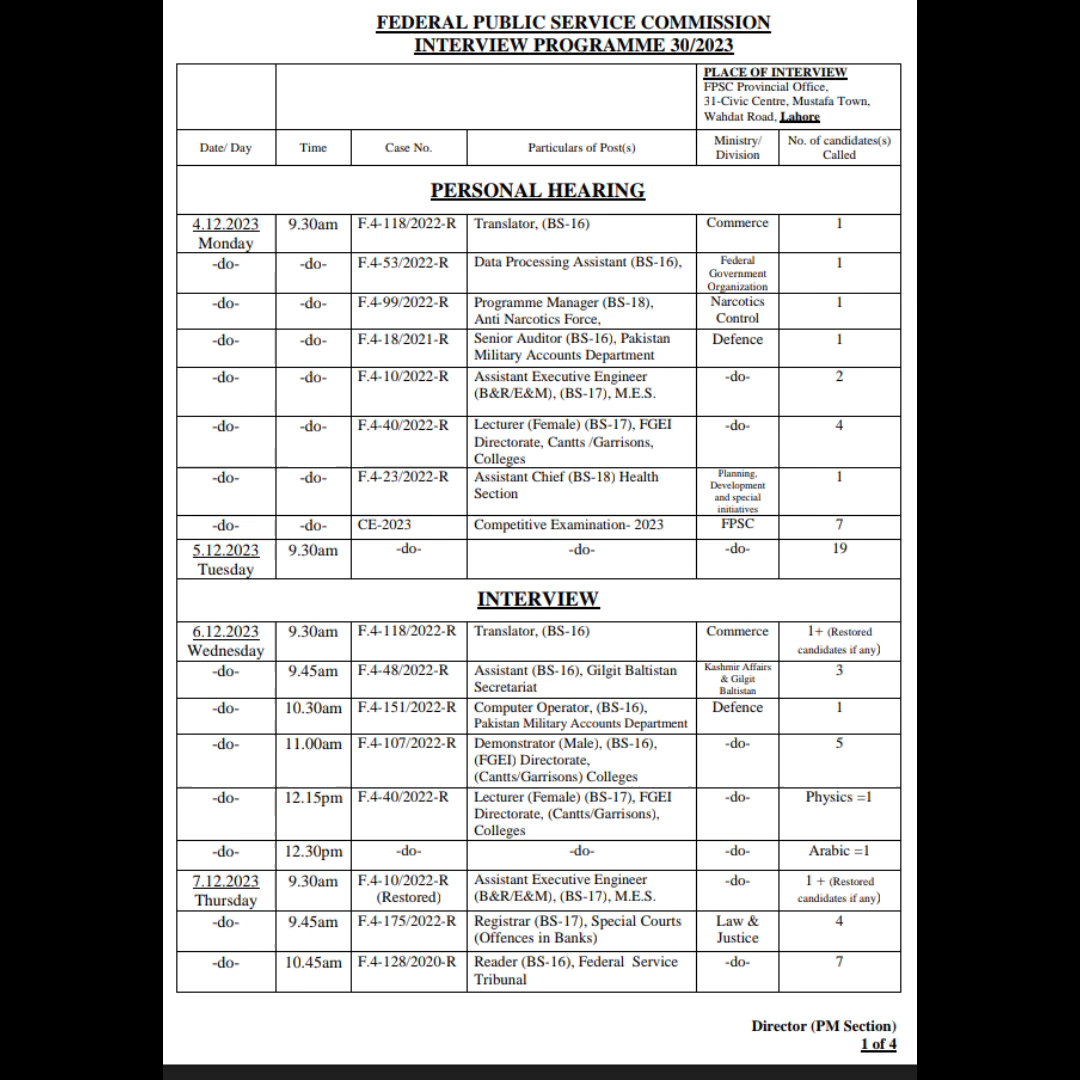 FEDERAL PUBLIC SERVICE COMMISSION
INTERVIEW PROGRAMME 30/2023
PLACE OF INTERVIEW
FPSC Provincial Office,
31-Civic Centre, Mustafa Town,
Wahdat Road, Lahore
Date/ Day Time Case No. Particulars of Post(s) Ministry/ Division No. of candidates(s) Called
PERSONAL HEARING
4.12.2023 Monday 9.30am F.4-118/2022-R Translator, (BS-16) Commerce 1
-do- -do- F.4-53/2022-R Data Processing Assistant (BS-16), Federal Government Organization 1
-do- -do- F.4-99/2022-R Programme Manager (BS-18), Anti Narcotics Force, Narcotics Control 1
-do- -do- F.4-18/2021-R Senior Auditor (BS-16), Pakistan Military Accounts Department Defence 1
-do- -do- F.4-10/2022-R Assistant Executive Engineer (B&R/E&M), (BS-17), M.E.S. -do- 2
-do- -do- F.4-40/2022-R Lecturer (Female) (BS-17), FGEI Directorate, Cantts /Garrisons, Colleges -do- 4
-do- -do- F.4-23/2022-R Assistant Chief (BS-18) Health Section Planning, Development and special initiatives 1
-do- -do- CE-2023 Competitive Examination- 2023 FPSC 7
5.12.2023 Tuesday 9.30am -do- -do- -do- 19
INTERVIEW
6.12.2023 Wednesday 9.30am F.4-118/2022-R Translator, (BS-16) Commerce 1+ (Restored candidates if any)
-do- 9.45am F.4-48/2022-R Assistant (BS-16), Gilgit Baltistan Secretariat Kashmir Affairs & Gilgit Baltistan 3
-do- 10.30am F.4-151/2022-R Computer Operator, (BS-16), Pakistan Military Accounts Department Defence 1
-do- 11.00am F.4-107/2022-R Demonstrator (Male), (BS-16), (FGEI) Directorate, (Cantts/Garrisons) Colleges -do- 5
-do- 12.15pm F.4-40/2022-R Lecturer (Female) (BS-17), FGEI Directorate, (Cantts/Garrisons), Colleges -do- Physics =1
-do- 12.30pm -do- -do- -do- Arabic =1
7.12.2023 Thursday 9.30am F.4-10/2022-R (Restored) Assistant Executive Engineer (B&R/E&M), (BS-17), M.E.S. -do- 1 + (Restored candidates if any)
-do- 9.45am F.4-175/2022-R Registrar (BS-17), Special Courts (Offences in Banks) Law & Justice 4
-do- 10.45am F.4-128/2020-R Reader (BS-16), Federal Service Tribunal -do- 7
Director (PM Section)
1 of 4